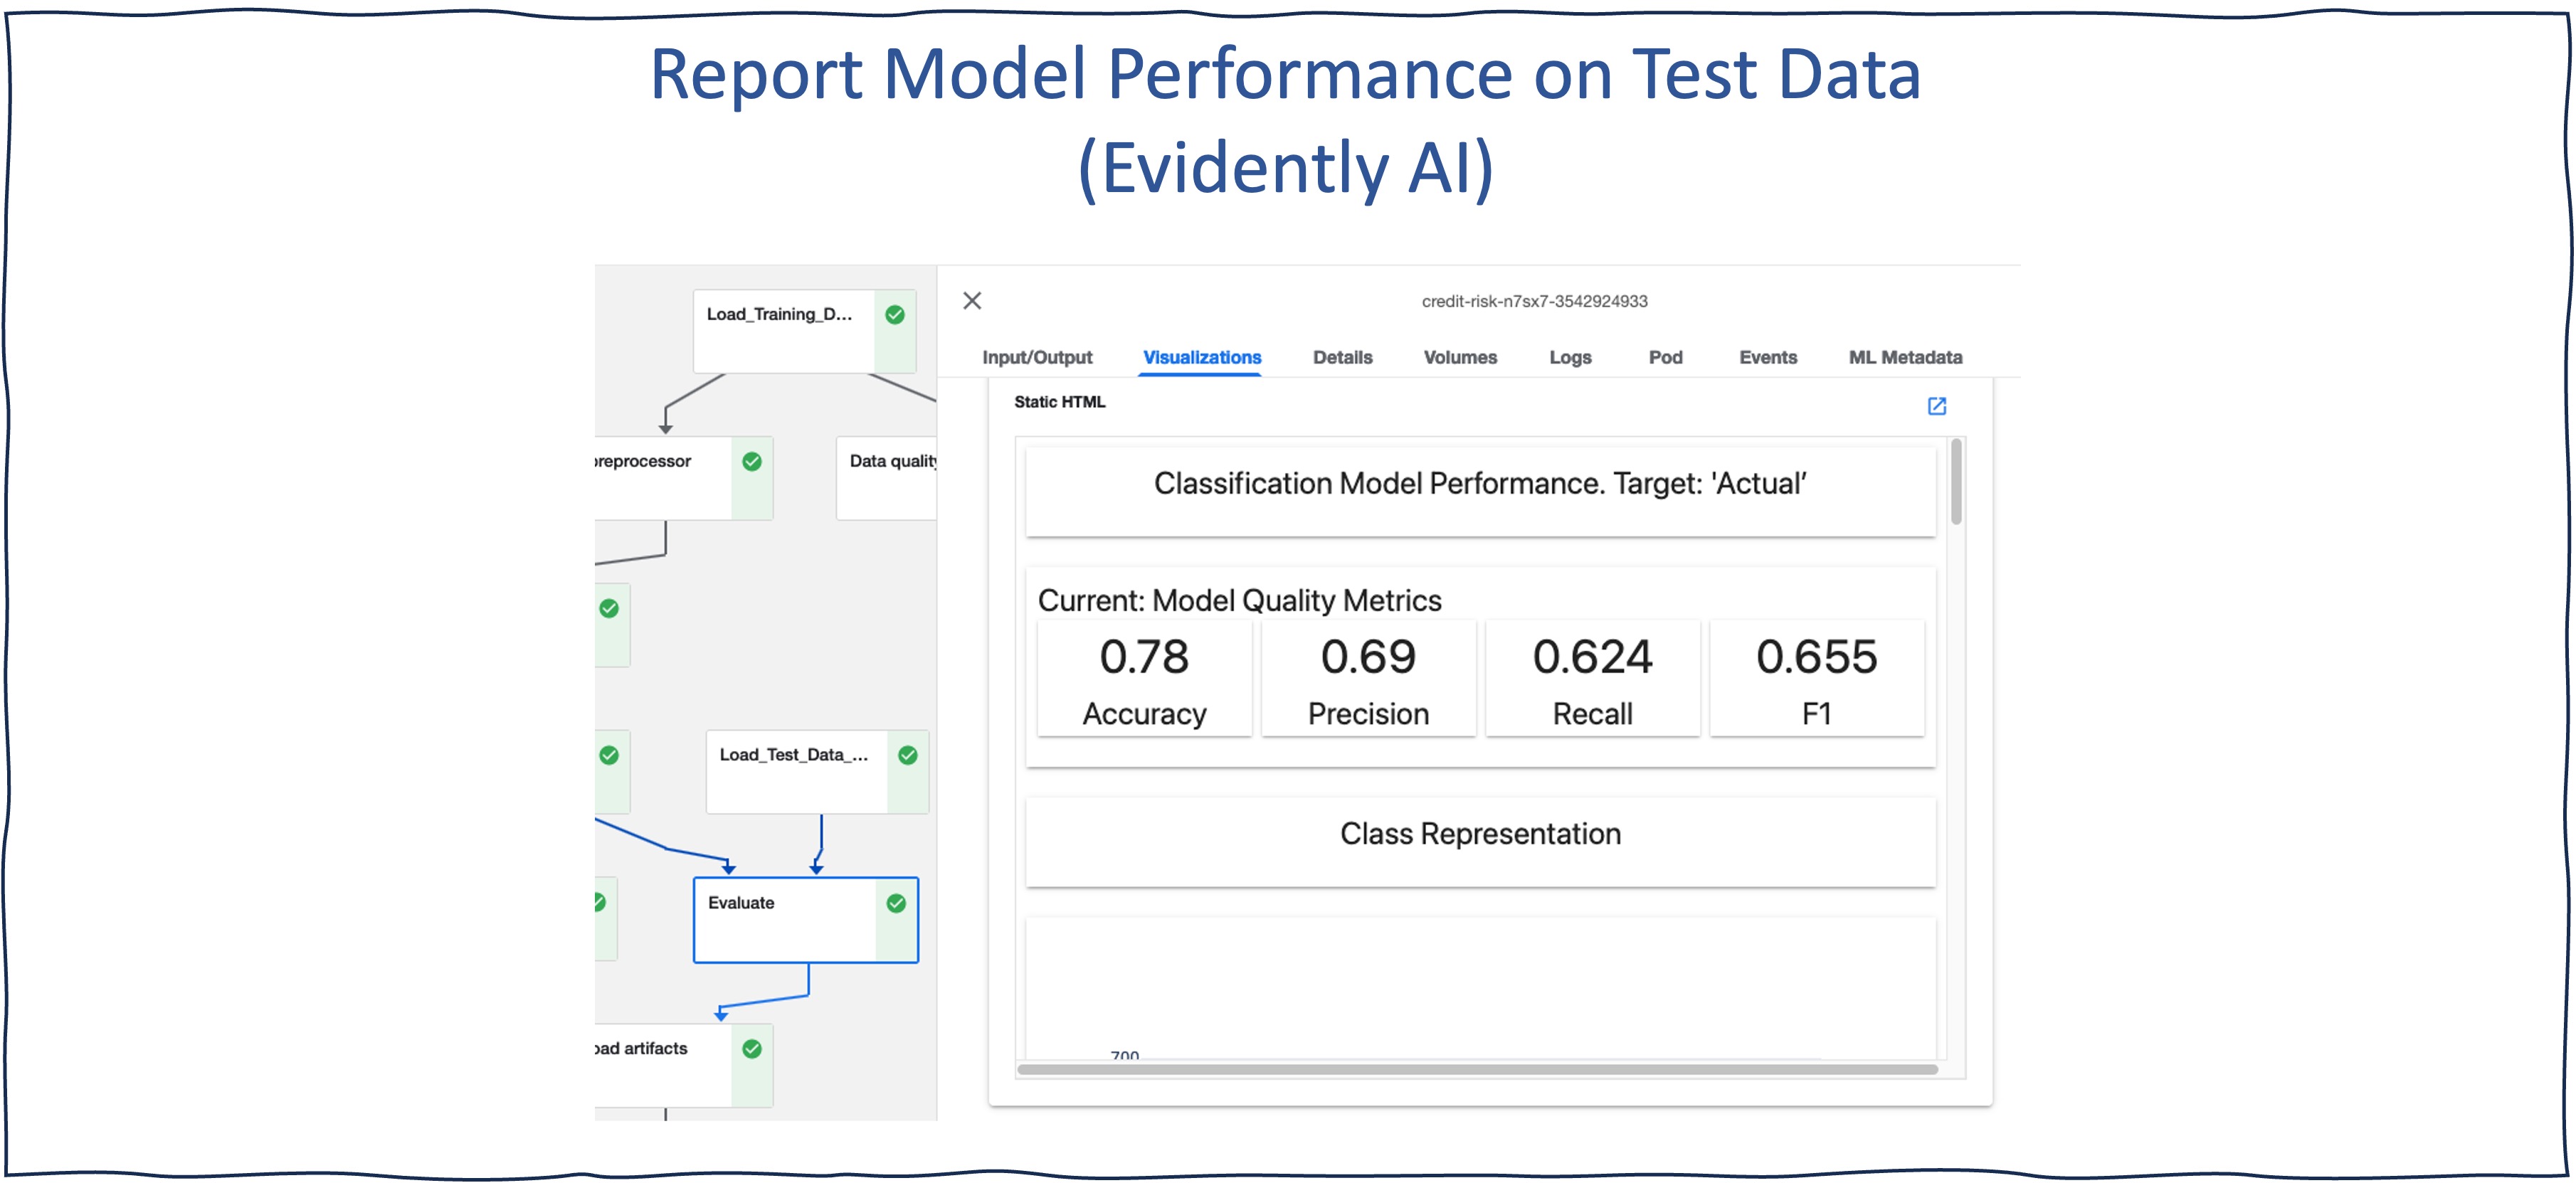 Report Model Performance on Test Data
(Evidently AI)
Load_Training_D...
reprocessor
Data quality
Load_Test_Data_...
Evaluate
oad artifacts
credit-risk-n7sx7-3542924933
Input/Output Visualizations Details Volumes Logs Pod Events ML Metadata
Static HTML
Classification Model Performance. Target: 'Actual’
Current: Model Quality Metrics
0.78 0.69 0.624 0.655
Accuracy Precision Recall F1
Class Representation
700